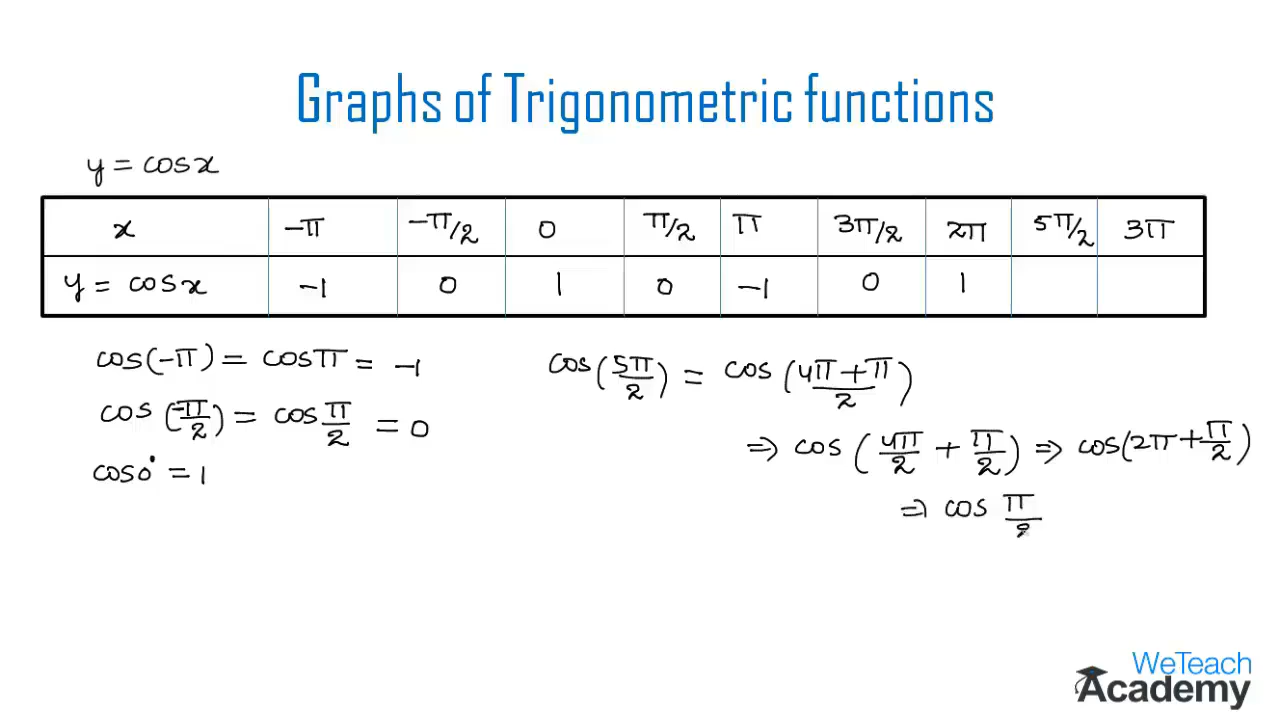 Graphs of Trigonometric functions
y = cosx
x -π -π/2 0 π/2 π 3π/2 2π 5π/2 3π
y = cosx -1 0 1 0 -1 0 1
cos(-π) = cosπ = -1
cos(-π/2) = cos π/2 = 0
cos0° = 1
cos(5π/2) = cos(4π+π/2)
⇒ cos(4π/2 + π/2) ⇒ cos(2π+π/2)
⇒ cos π/2
WeTeach
Academy